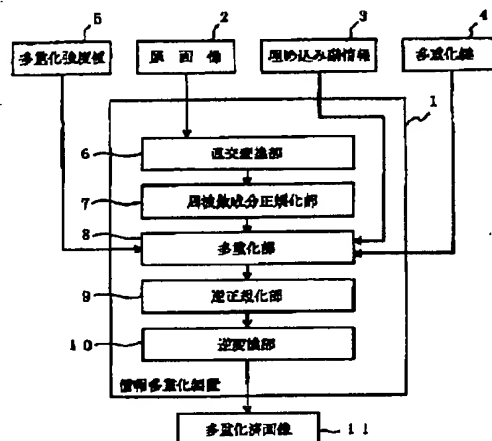 5 2 3 4
多重化強度値 原画像 埋め込み副情報 多重化鍵
1
6 直交変換部
7 周波数成分正規化部
8 多重化部
9 逆正規化部
10 逆変換部
情報多重化装置
多重化済画像 11